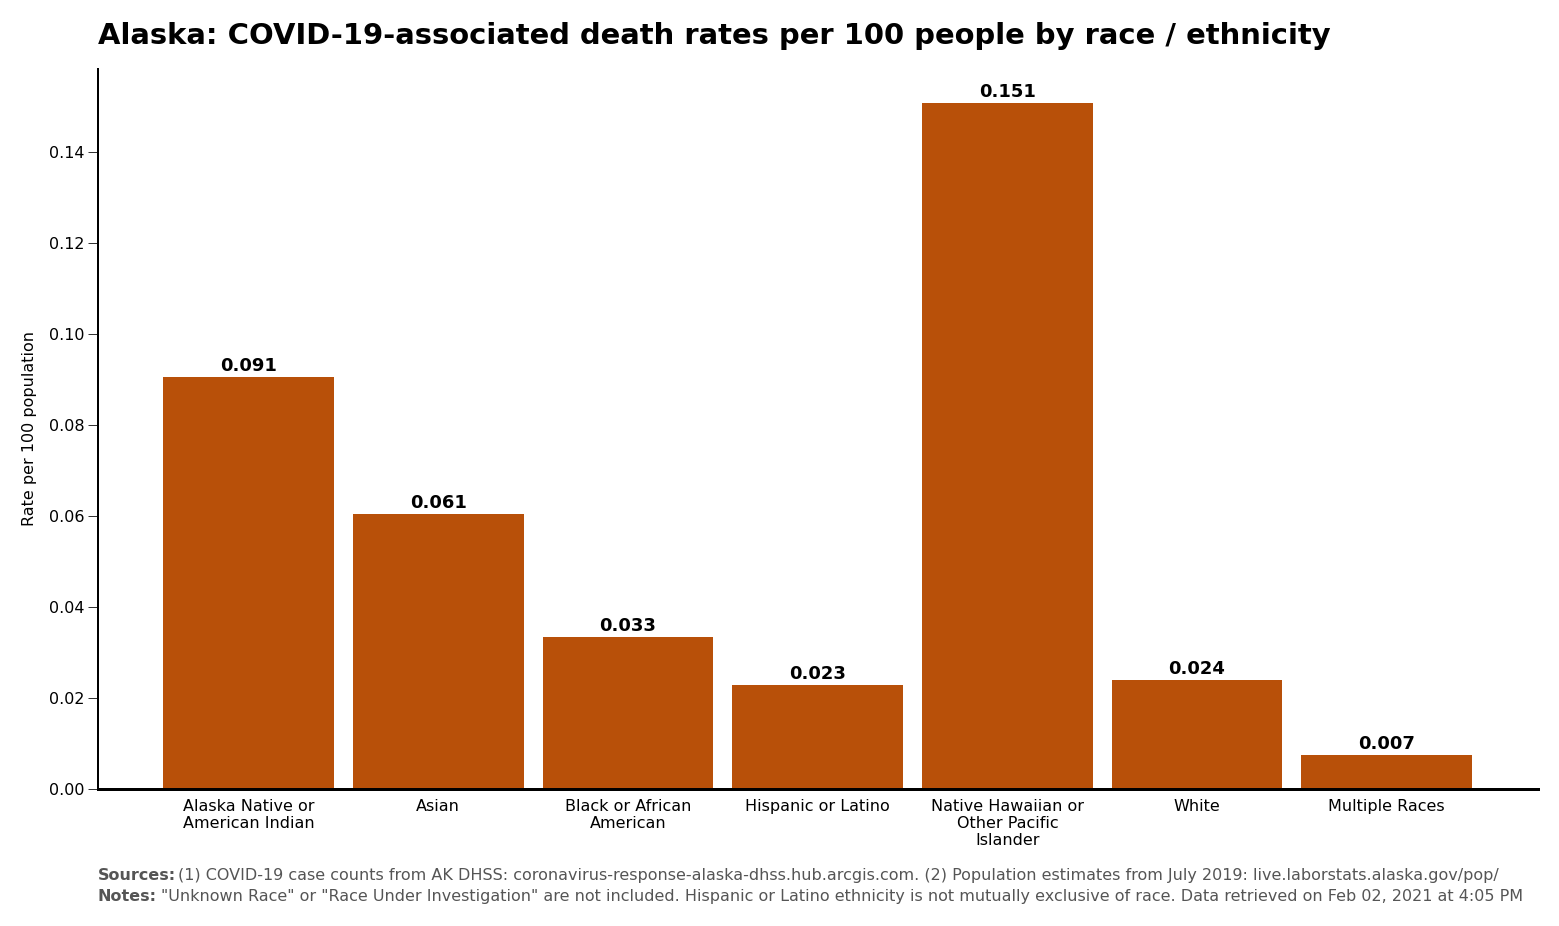 Alaska: COVID-19-associated death rates per 100 people by race / ethnicity
Rate per 100 population
0.14
0.12
0.10
0.08
0.06
0.04
0.02
0.00
0.091
0.061
0.033
0.023
0.151
0.024
0.007
Alaska Native or
American Indian
Asian
Black or African
American
Hispanic or Latino
Native Hawaiian or
Other Pacific
Islander
White
Multiple Races
Sources: (1) COVID-19 case counts from AK DHSS: coronavirus-response-alaska-dhss.hub.arcgis.com. (2) Population estimates from July 2019: live.laborstats.alaska.gov/pop/
Notes: "Unknown Race" or "Race Under Investigation" are not included. Hispanic or Latino ethnicity is not mutually exclusive of race. Data retrieved on Feb 02, 2021 at 4:05 PM